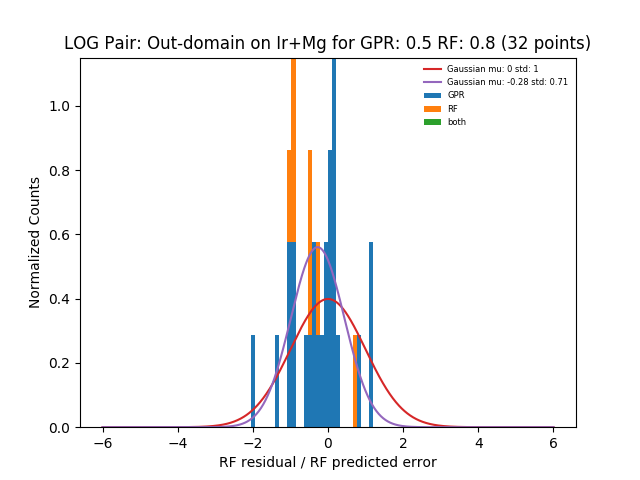 LOG Pair: Out-domain on Ir+Mg for GPR: 0.5 RF: 0.8 (32 points)
Gaussian mu: 0 std: 1
Gaussian mu: -0.28 std: 0.71
GPR
RF
both
Normalized Counts
1.0
0.8
0.6
0.4
0.2
0.0
−6 −4 −2 0 2 4 6
RF residual / RF predicted error